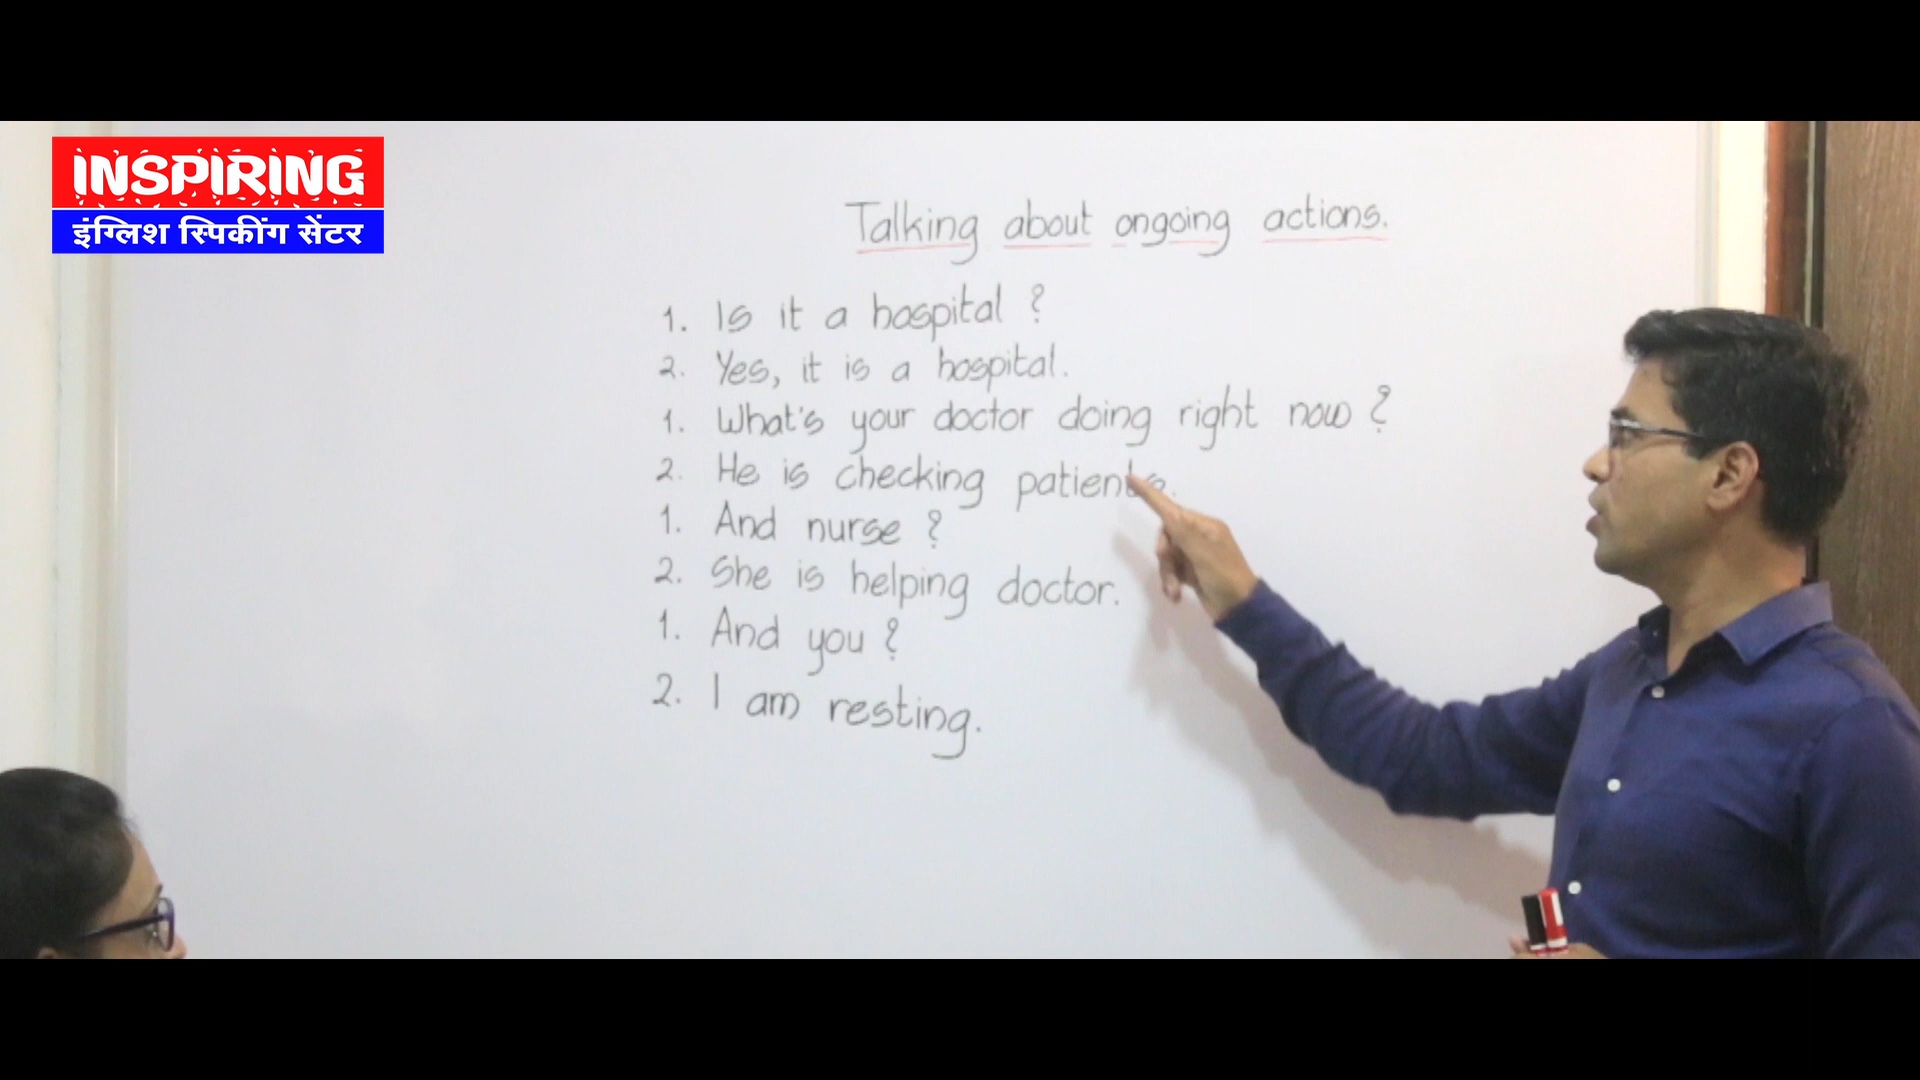 INSPIRING
इंग्लिश स्पिकींग सेंटर
Talking about ongoing actions.
1. Is it a hospital ?
2. Yes, it is a hospital.
1. What's your doctor doing right now ?
2. He is checking patients.
1. And nurse ?
2. She is helping doctor.
1. And you ?
2. I am resting.